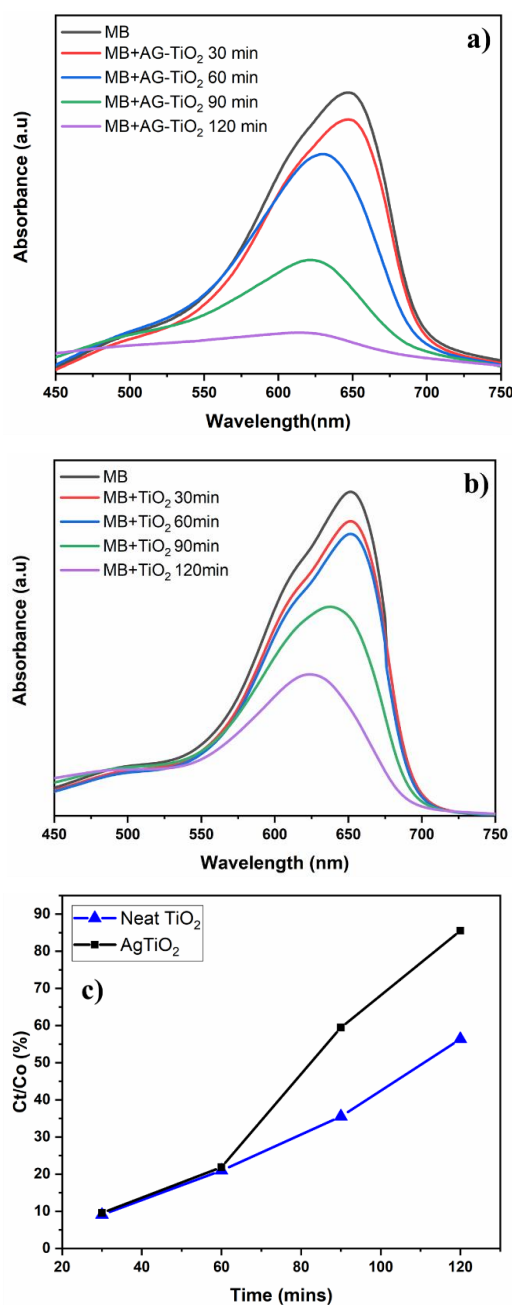 a)
MB
MB+AG-TiO₂ 30 min
MB+AG-TiO₂ 60 min
MB+AG-TiO₂ 90 min
MB+AG-TiO₂ 120 min
Absorbance (a.u)
450 500 550 600 650 700 750
Wavelength(nm)
b)
MB
MB+TiO₂ 30min
MB+TiO₂ 60min
MB+TiO₂ 90min
MB+TiO₂ 120min
Absorbance (a.u)
450 500 550 600 650 700 750
Wavelength (nm)
Neat TiO₂
AgTiO₂
c)
Ct/Co (%)
90
80
70
60
50
40
30
20
10
0
20 40 60 80 100 120
Time (mins)